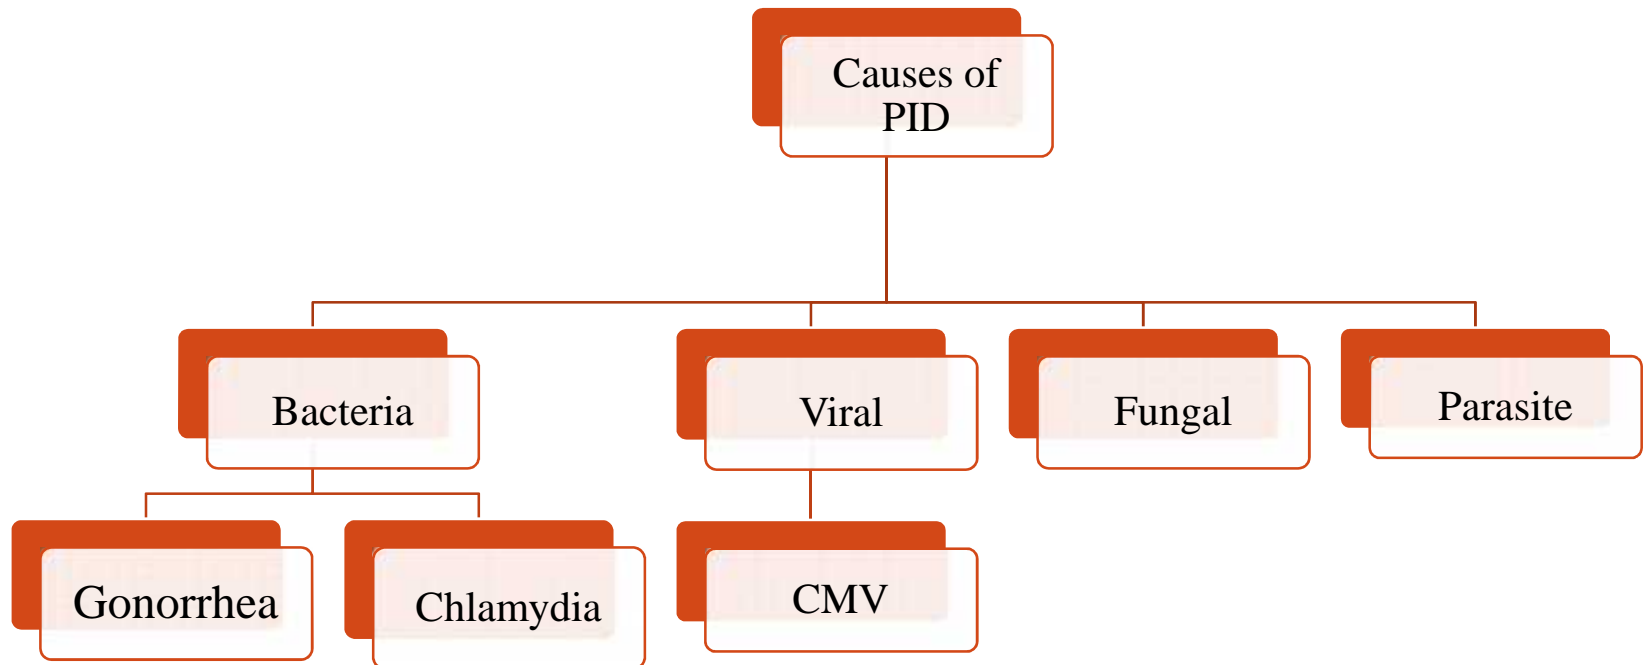 Causes of
PID
Bacteria
Viral
Fungal
Parasite
Gonorrhea
Chlamydia
CMV